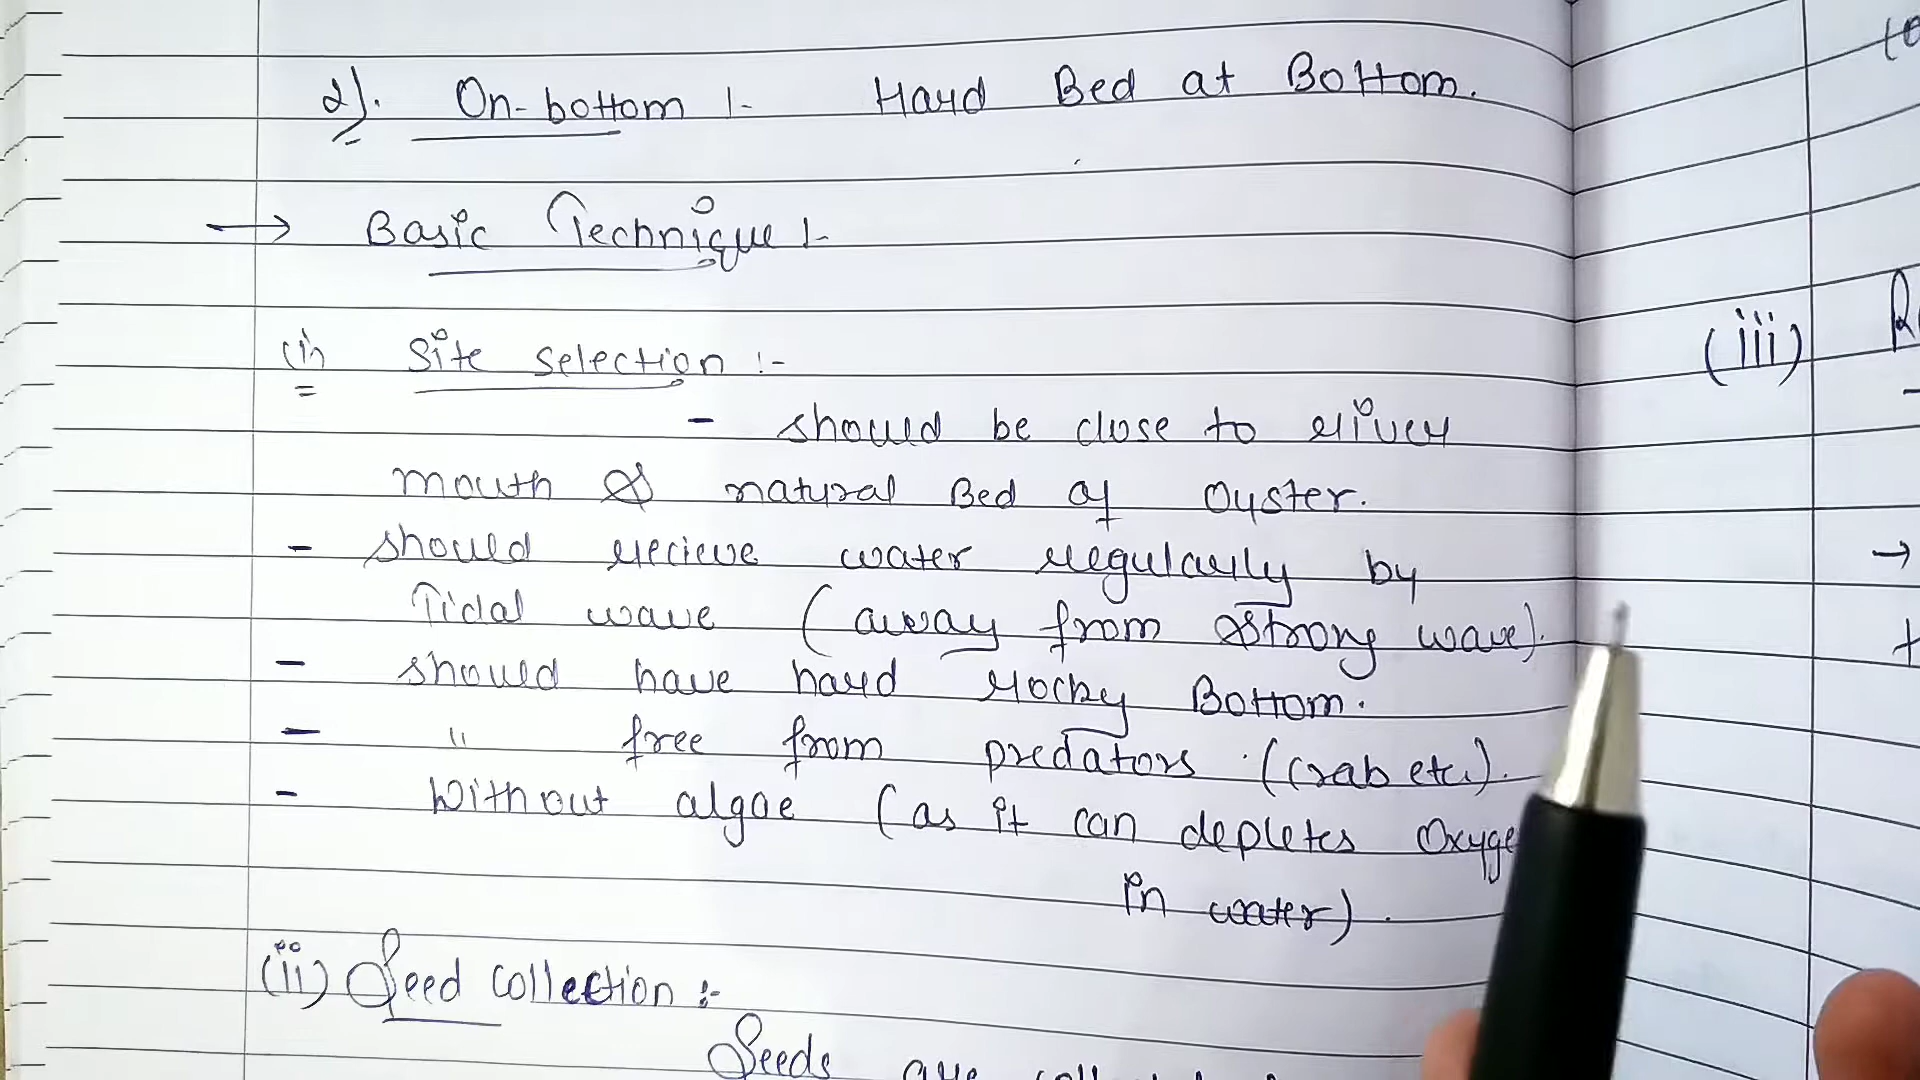 2). On-bottom :- Hard Bed at Bottom.
→ Basic Technique :-
(i) Site Selection :-
- should be close to river
mouth & natural Bed of Oyster.
- should recieve water regularly by
Tidal wave (away from strong wave).
- should have hard rocky Bottom.
- " free from predators. (crab etc.).
- Without algae (as it can depletes Oxyge
in water).
(ii) Seed collection :-
Seeds are
(iii)
→